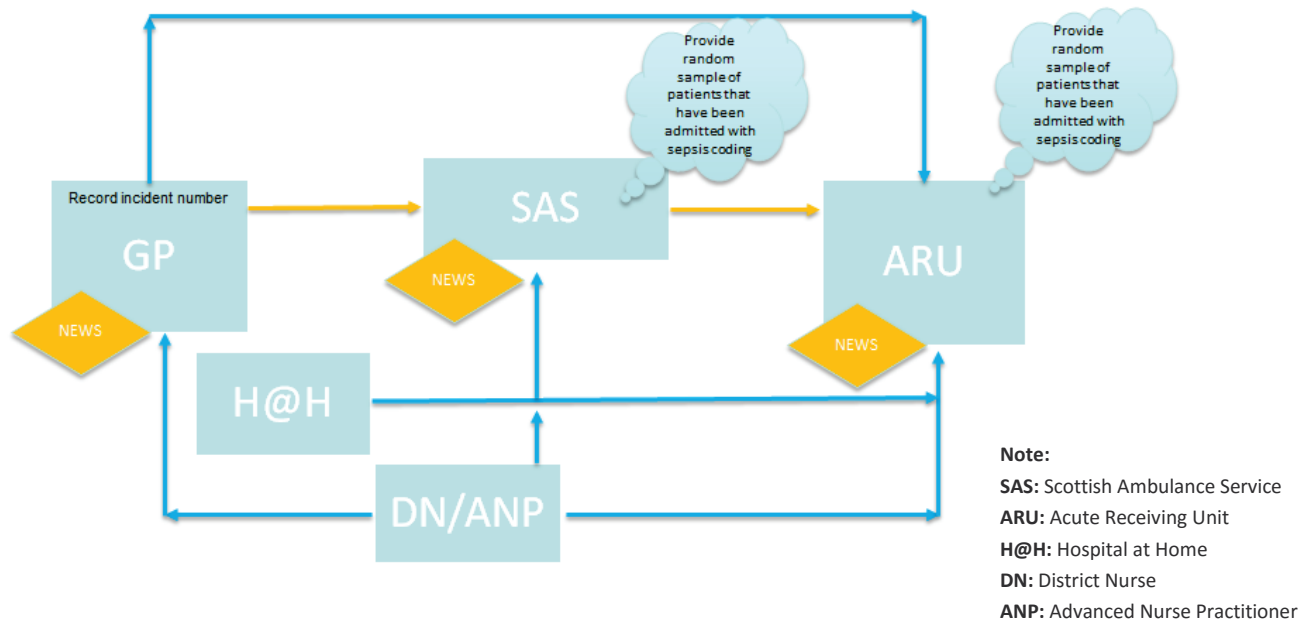 Provide
random
sample of
patients that
have been
admitted with
sepsis coding
Provide
random
sample of
patients that
have been
admitted with
sepsis coding
Record incident number
GP
SAS
ARU
NEWS
NEWS
NEWS
H@H
DN/ANP
Note:
SAS: Scottish Ambulance Service
ARU: Acute Receiving Unit
H@H: Hospital at Home
DN: District Nurse
ANP: Advanced Nurse Practitioner